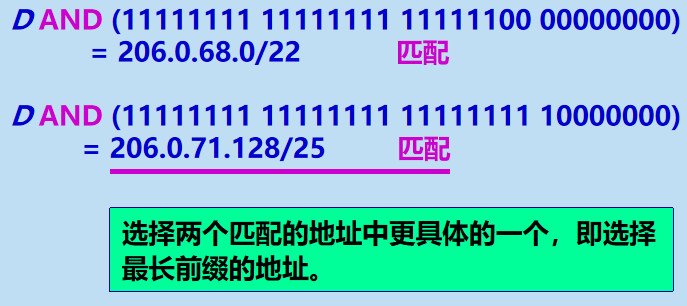 D AND (11111111 11111111 11111100 00000000)
= 206.0.68.0/22 匹配
D AND (11111111 11111111 11111111 10000000)
= 206.0.71.128/25 匹配
选择两个匹配的地址中更具体的一个，即选择
最长前缀的地址。